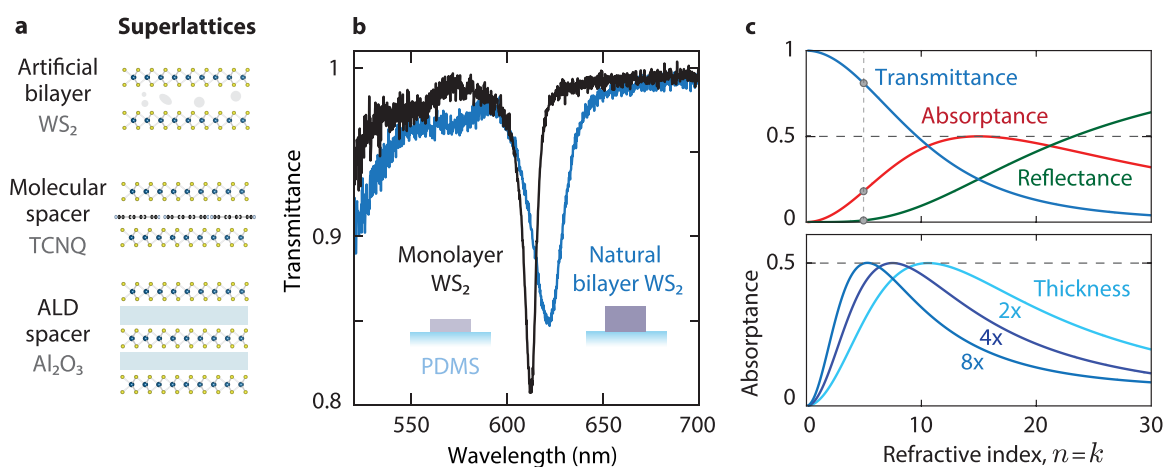 a
Superlattices
Artificial
bilayer
WS₂
Molecular
spacer
TCNQ
ALD
spacer
Al₂O₃
b
Transmittance
1
0.9
0.8
Monolayer
WS₂
PDMS
Natural
bilayer WS₂
550
600
650
700
Wavelength (nm)
c
1
0.5
0
Transmittance
Absorptance
Reflectance
Absorptance
0.5
0
Thickness
2x
4x
8x
0
10
20
30
Refractive index, n = k